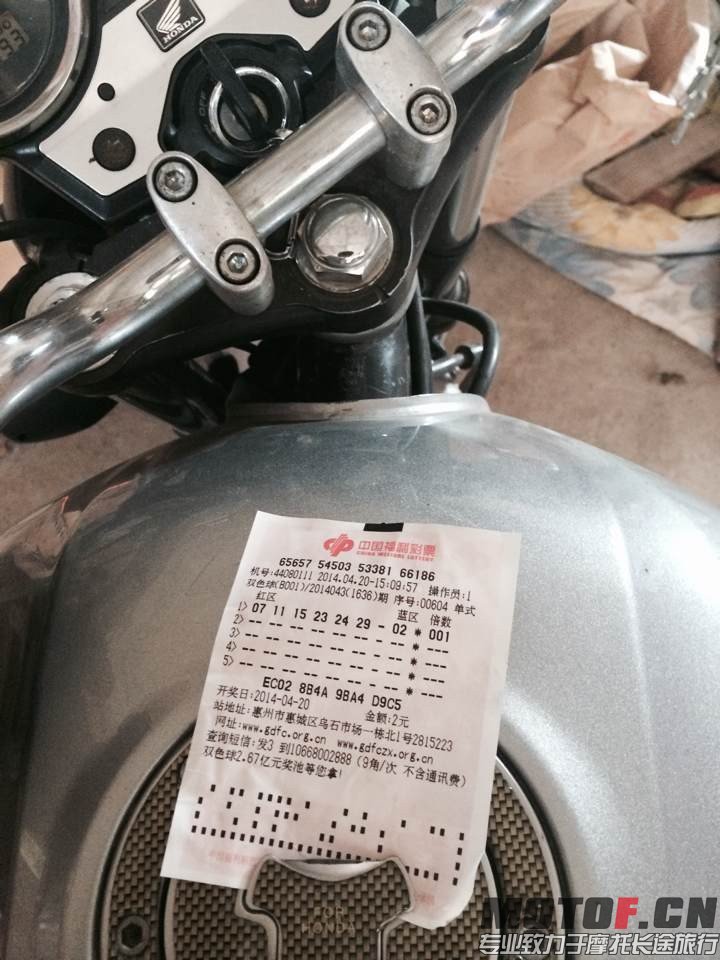 HONDA
OFF
中国福利彩票
CHINA WELFARE LOTTERY
65657 54503 53381 66186
机号:44080111 2014.04.20-15:09:57 操作员:1
双色球(B001)/2014043(1636)期 序号:00604 单式
红区 蓝区 倍数
1> 07 11 15 23 24 29 - 02 * 001
2> -- -- -- -- -- -- - -- * ---
3> -- -- -- -- -- -- - -- * ---
4> -- -- -- -- -- -- - -- * ---
5> -- -- -- -- -- -- - -- * ---
EC02 8B4A 9BA4 D9C5
开奖日:2014-04-20 金额:2元
站地址:惠州市惠城区乌石市场一栋北1号2815223
网址:www.gdfc.org.cn www.gdfczx.org.cn
查询短信:发3 到10668002888 (9角/次 不含通讯费)
双色球2.67亿元奖池等您拿!
FOR
HONDA
MOTOF.CN
专业致力于摩托长途旅行